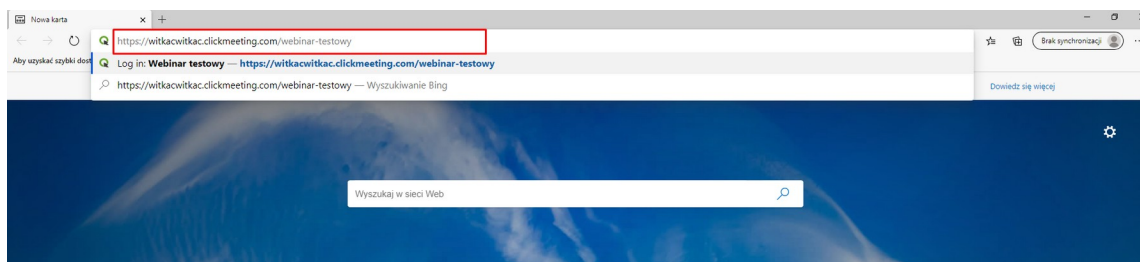 Nowa karta
https://witkacwitkac.clickmeeting.com/webinar-testowy
Brak synchronizacji
Aby uzyskać szybki dost
Log in: Webinar testowy — https://witkacwitkac.clickmeeting.com/webinar-testowy
https://witkacwitkac.clickmeeting.com/webinar-testowy — Wyszukiwanie Bing
Dowiedz się więcej
Wyszukaj w sieci Web